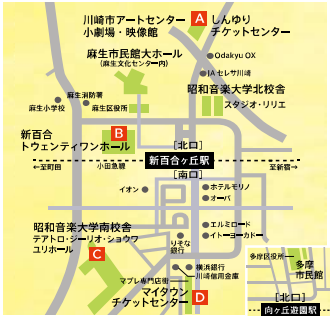 川崎市アートセンター
小劇場・映像館
A
しんゆり
チケットセンター
麻生市民館大ホール
(麻生文化センター内)
Odakyu OX
JAセレサ川崎
麻生消防署
麻生小学校
麻生区役所
昭和音楽大学北校舎
スタジオ・リリエ
新百合
トウェンティワンホール
B
[北口]
新百合ヶ丘駅
[南口]
←至町田
小田急線
至新宿→
イオン
ホテルモリノ
オーパ
昭和音楽大学南校舎
テアトロ・ジーリオ・ショウワ
ユリホール
C
エルミロード
イトーヨーカドー
りそな
銀行
横浜銀行
川崎信用金庫
マプレ専門店街
マイタウン
チケットセンター
D
多摩区役所
多摩
市民館
[北口]
向ヶ丘遊園駅